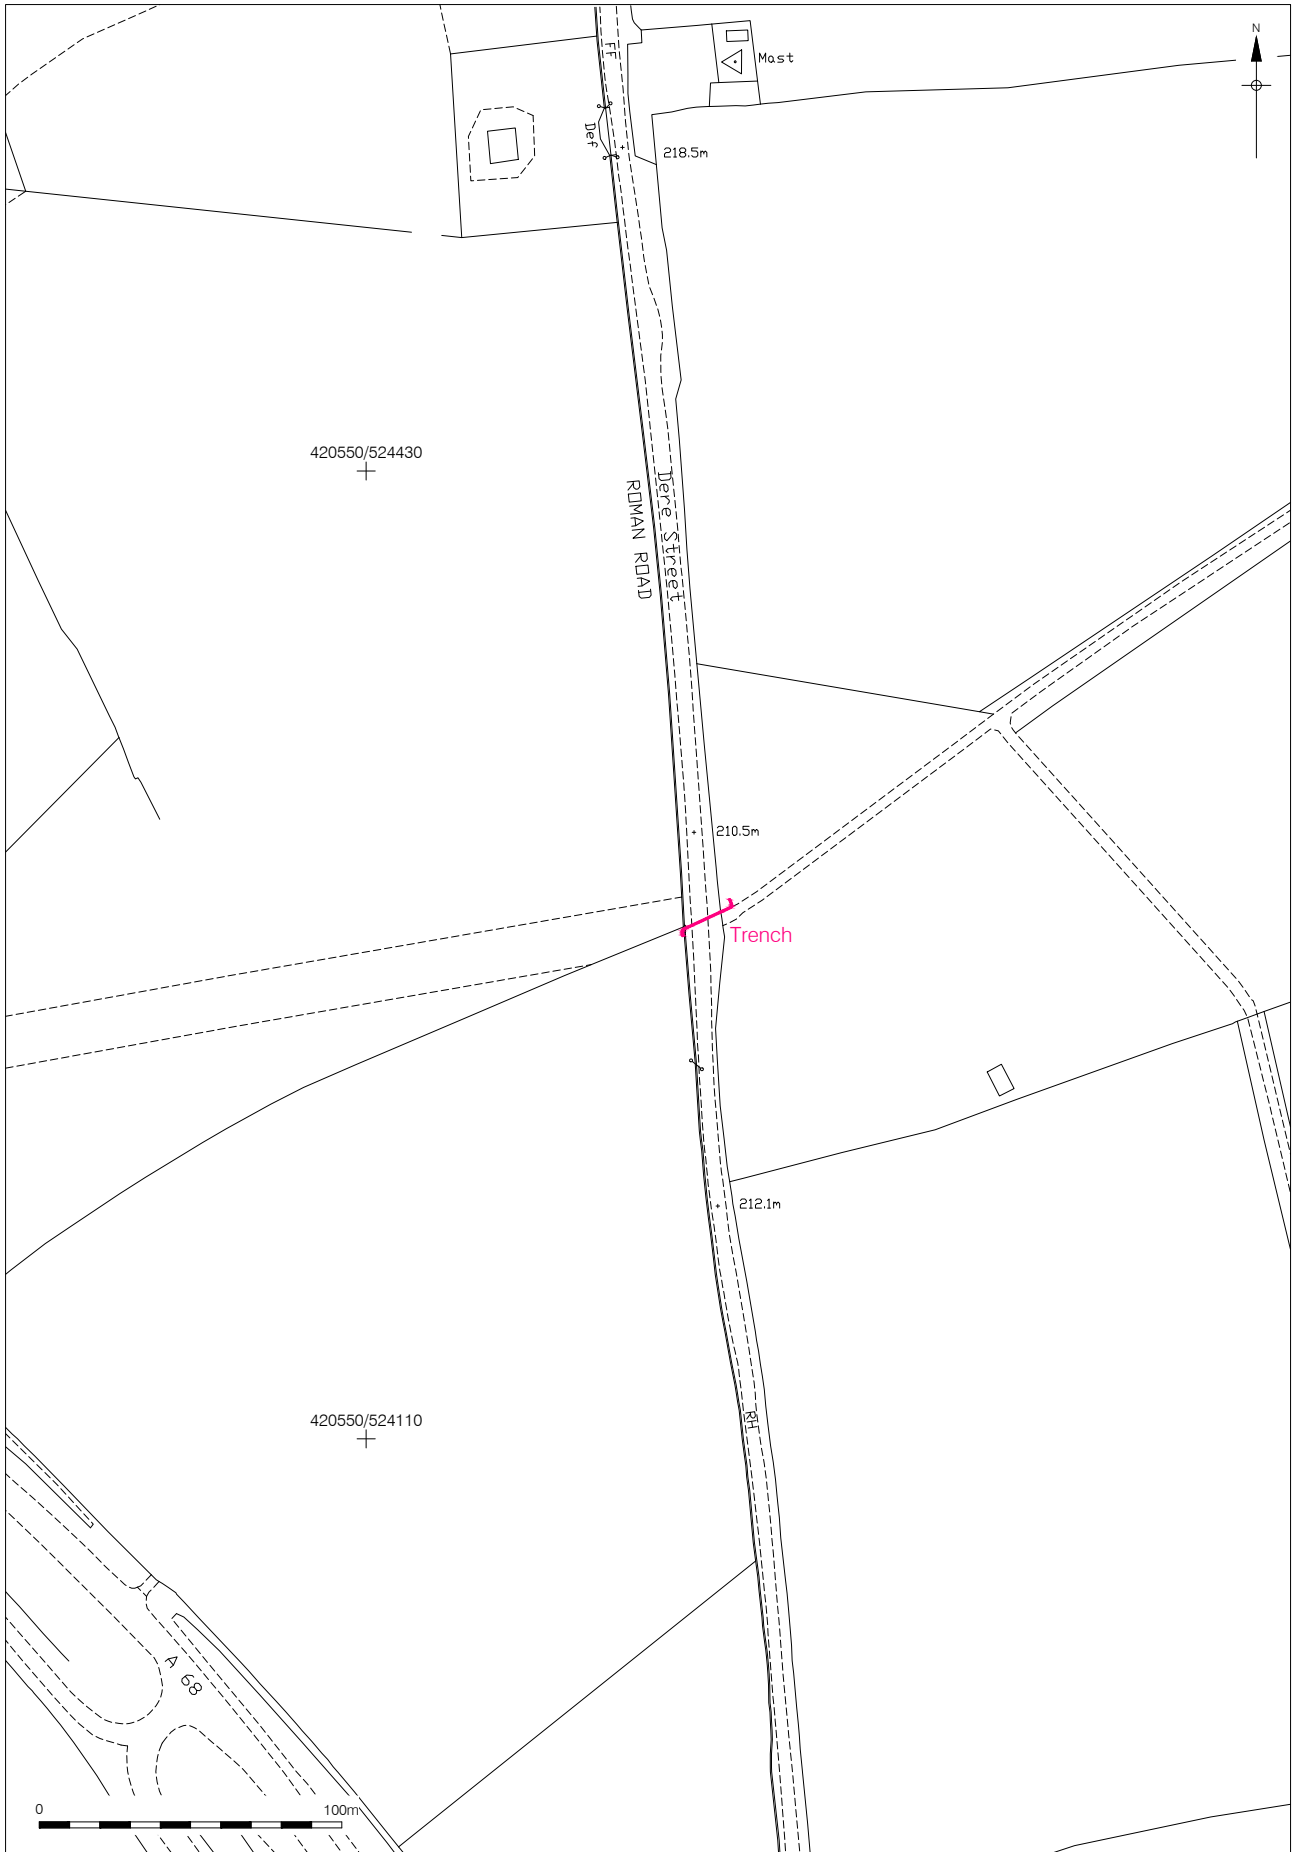 N
FF
Mast
Def
218.5m
420550/524430
Dere Street
ROMAN ROAD
210.5m
Trench
212.1m
RH
420550/524110
A 68
0 100m